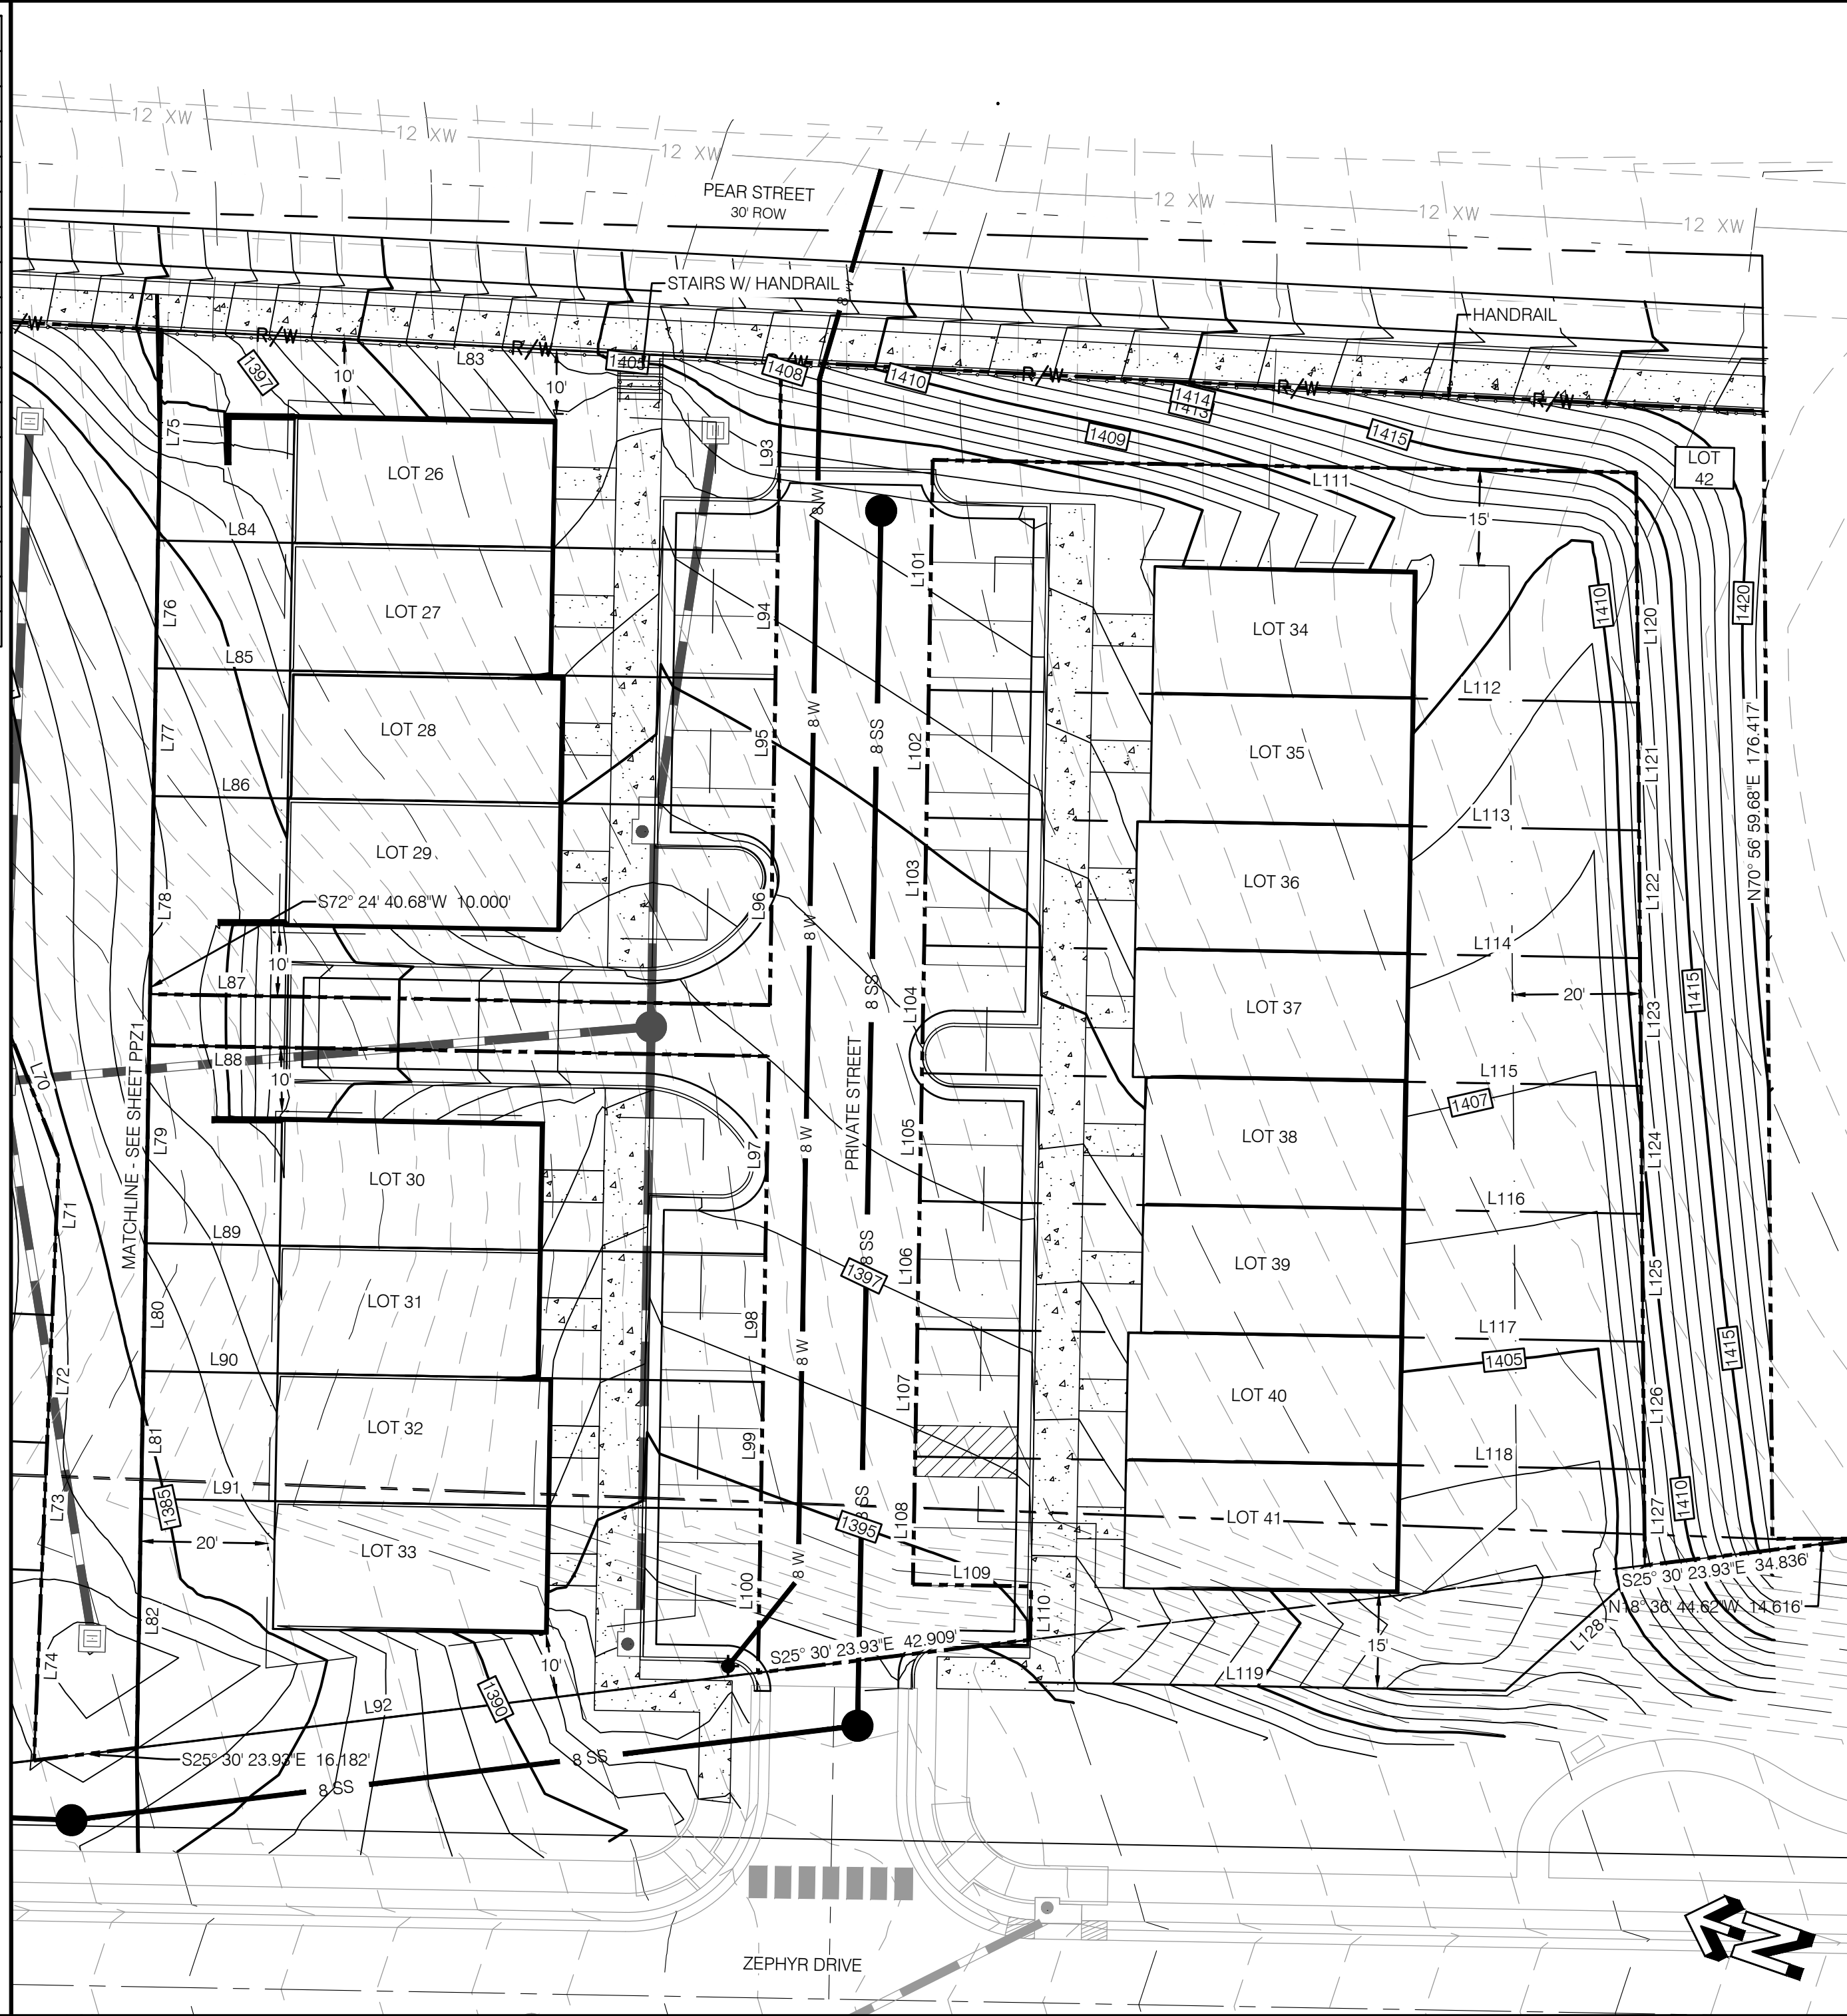 12 XW
12 XW
12 XW
12 XW
12 XW
12 XW
PEAR STREET
30' ROW
STAIRS W/ HANDRAIL
HANDRAIL
R/W
R/W
R/W
R/W
R/W
1397
10'
L83
10'
1405
1408
1410
1409
1414
1413
1415
LOT
42
L75
LOT 26
L93
8 W
L111
15'
L84
L101
L76
LOT 27
L94
LOT 34
1410
L120
1420
L85
L77
LOT 28
L95
8 W
8 SS
L102
LOT 35
L112
L121
N70° 56' 59.68"E 176.417'
L86
LOT 29
L103
LOT 36
L113
L122
L78
S72° 24' 40.68"W 10.000'
L96
8 W
L114
10'
L87
8 SS
L104
LOT 37
20'
L123
1415
L88
10'
L70
MATCHLINE - SEE SHEET PPZ1
PRIVATE STREET
L115
1407
L79
LOT 30
L97
8 W
L105
LOT 38
L124
L71
L116
L89
8 SS
1397
L106
LOT 39
L125
L80
LOT 31
L98
8 W
L117
1415
L90
1405
L72
L107
LOT 40
L126
L81
LOT 32
L99
L118
L91
L73
1385
8 SS
1395
L108
LOT 41
L127
1410
20'
LOT 33
8 W
L109
S25° 30' 23.93"E 34.836'
L100
L110
N18° 36' 44.62"W 14.616'
L82
L128
S25° 30' 23.93"E 42.909'
15'
L74
10'
L119
1390
L92
S25° 30' 23.93"E 16.182'
8 SS
8 SS
ZEPHYR DRIVE
N